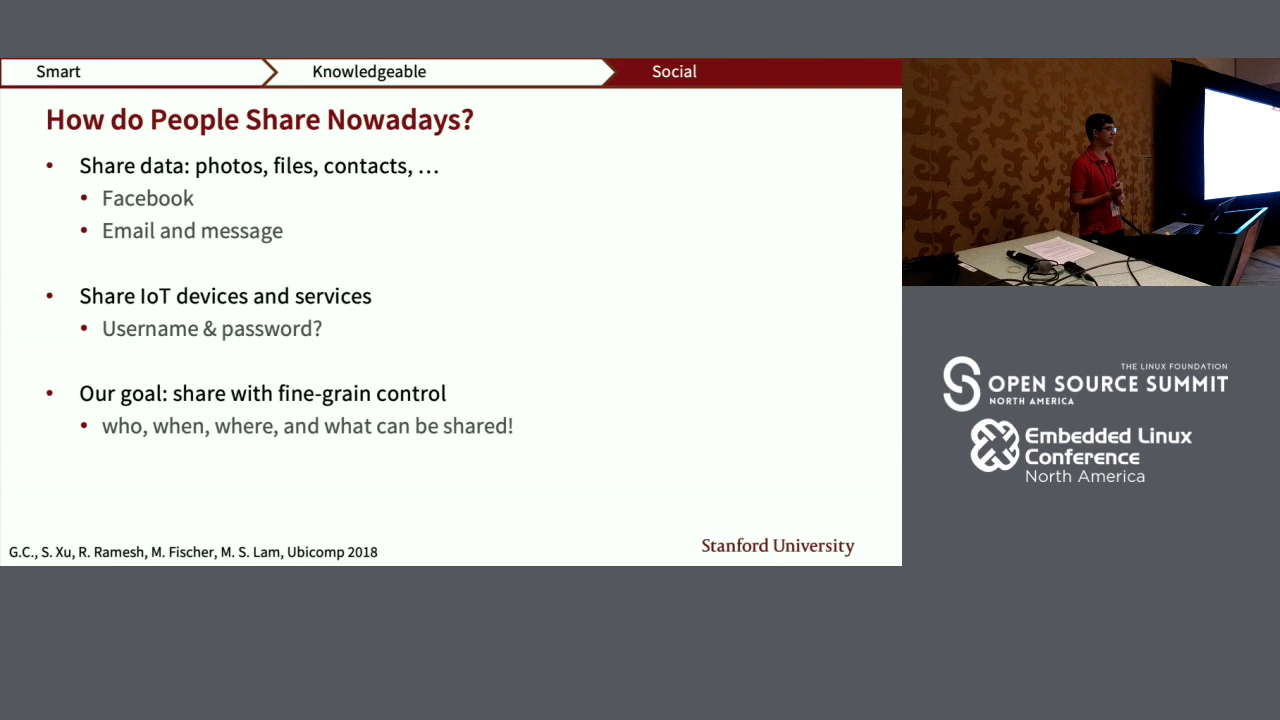 Smart
Knowledgeable
Social
How do People Share Nowadays?
• Share data: photos, files, contacts, …
• Facebook
• Email and message
• Share IoT devices and services
• Username & password?
• Our goal: share with fine-grain control
• who, when, where, and what can be shared!
G.C., S. Xu, R. Ramesh, M. Fischer, M. S. Lam, Ubicomp 2018
Stanford University
THE LINUX FOUNDATION
OPEN SOURCE SUMMIT
NORTH AMERICA
Embedded Linux
Conference
North America